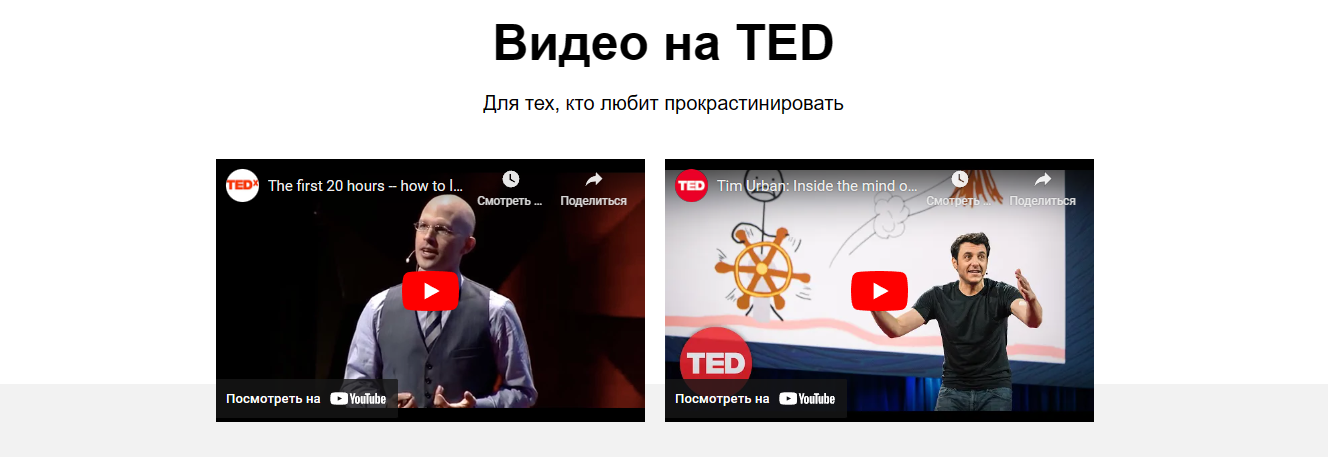 Видео на TED
Для тех, кто любит прокрастинировать
TEDx The first 20 hours -- how to l... Смотреть ... Поделиться
Посмотреть на YouTube
TED Tim Urban: Inside the mind o... Смотреть ... Поделиться
TED
Посмотреть на YouTube